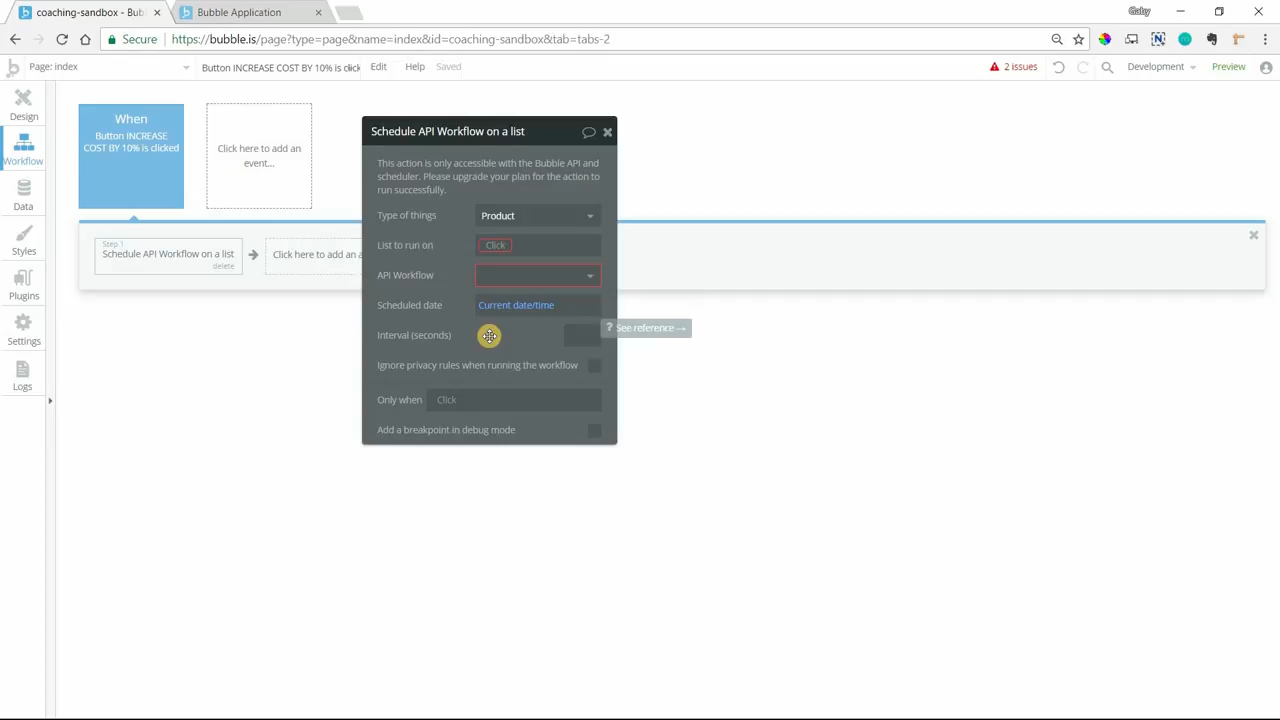 coaching-sandbox - Bub
Bubble Application
Gaby
Secure
https://bubble.is/page?type=page&name=index&id=coaching-sandbox&tab=tabs-2
Page: index
Button INCREASE COST BY 10% is click
Edit
Help
Saved
2 issues
Development
Preview
Design
Workflow
Data
Styles
Plugins
Settings
Logs
When
Button INCREASE
COST BY 10% is clicked
Click here to add an
event...
Step 1
Schedule API Workflow on a list
delete
Click here to add an a
Schedule API Workflow on a list
This action is only accessible with the Bubble API and
scheduler. Please upgrade your plan for the action to
run successfully.
Type of things
Product
List to run on
Click
API Workflow
Scheduled date
Current date/time
Interval (seconds)
? See reference →
Ignore privacy rules when running the workflow
Only when
Click
Add a breakpoint in debug mode